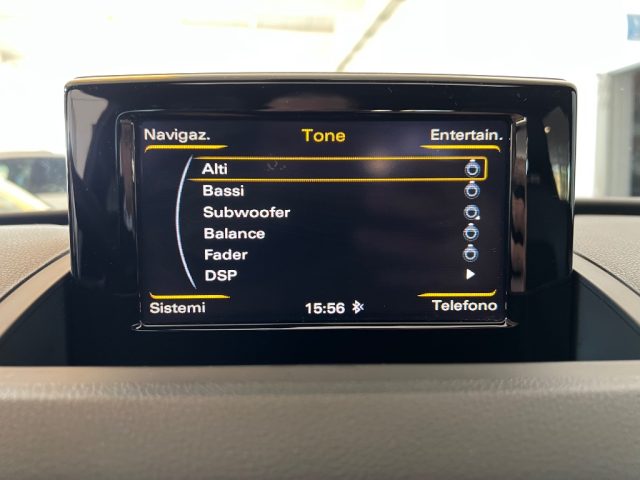 Navigaz. Tone Entertain.
Alti
Bassi
Subwoofer
Balance
Fader
DSP
Sistemi 15:56 Telefono